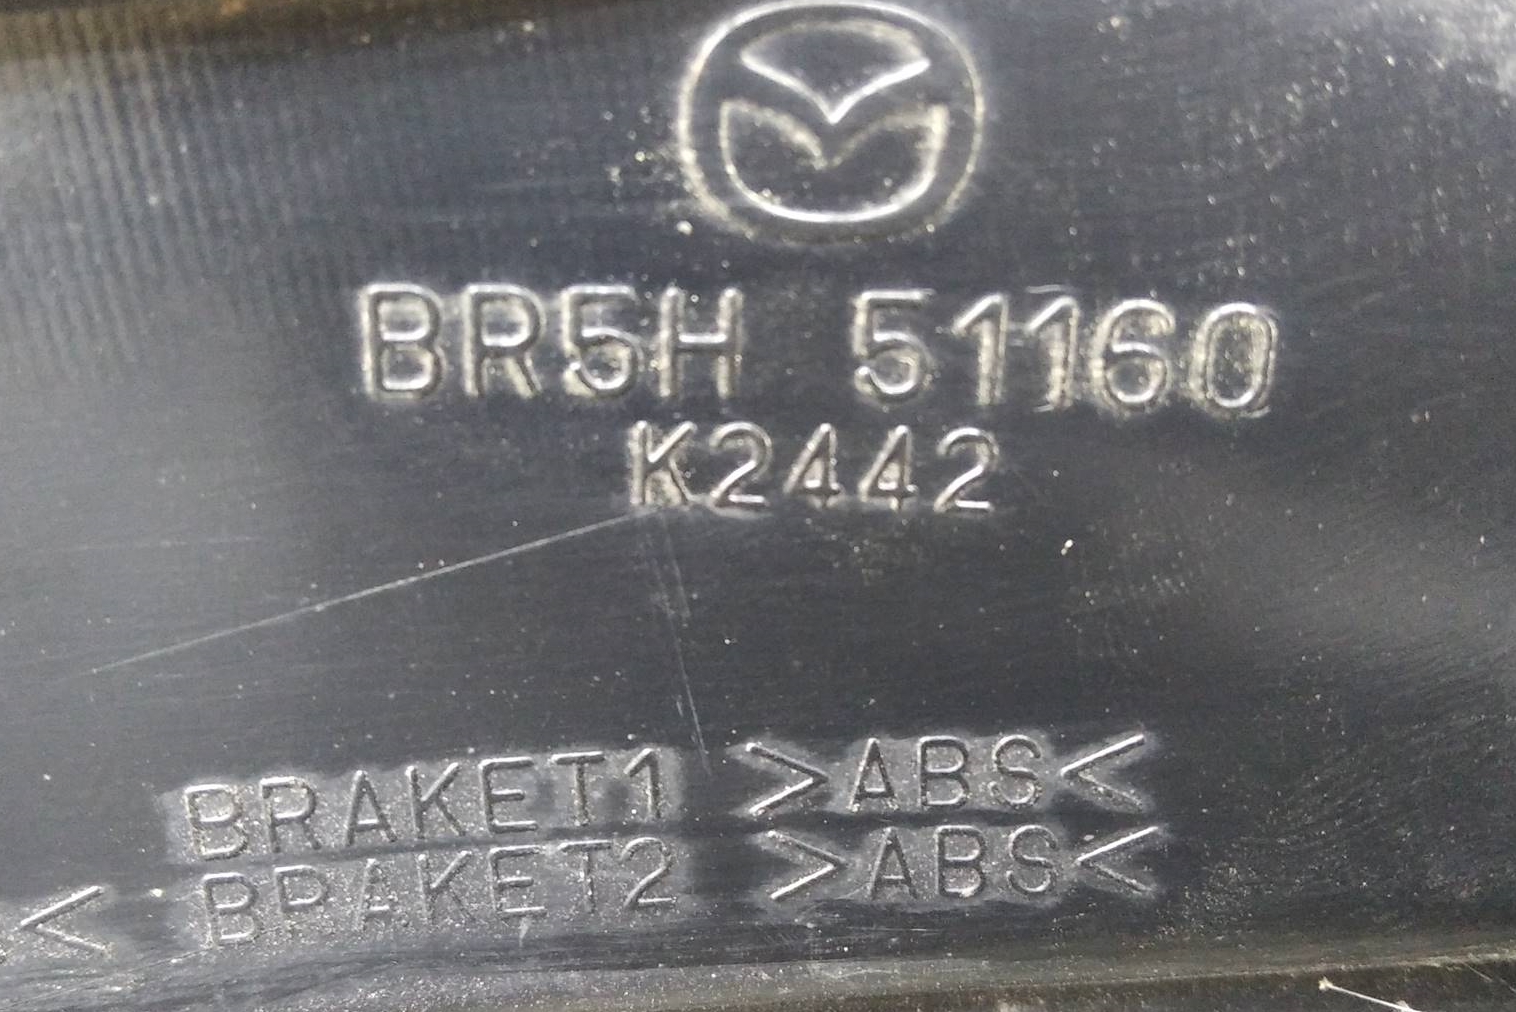 BR5H 51160
K2442
BRAKET1 >ABS<
< BRAKET2 >ABS<